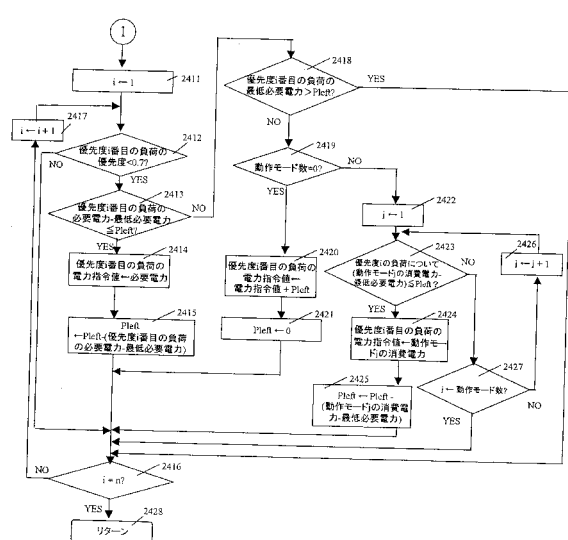 1
i ← 1
2411
2417
i ← i + 1
2412
優先度i番目の負荷の
優先度<0.7?
NO
YES
2413
優先度i番目の負荷の
必要電力-最低必要電力
≦Pleft?
NO
YES
2414
優先度i番目の負荷の
電力指令値←必要電力
2415
Pleft
←Pleft-(優先度i番目の負荷
の必要電力-最低必要電力)
2418
優先度i番目の負荷の
最低必要電力>Pleft?
YES
NO
2419
動作モード数=0?
NO
YES
2420
優先度i番目の負荷の
電力指令値←
電力指令値 + Pleft
2421
Pleft ← 0
2422
j ← 1
2423
優先度iの負荷について
(動作モードjの消費電力-
最低必要電力)≦Pleft?
NO
YES
2426
j ← j + 1
2424
優先度i番目の負荷の
電力指令値←動作モー
ドjの消費電力
2425
Pleft ← Pleft -
(動作モードjの消費電
力-最低必要電力)
2427
j ← 動作モード数?
NO
YES
2416
i = n?
NO
YES
2428
リターン